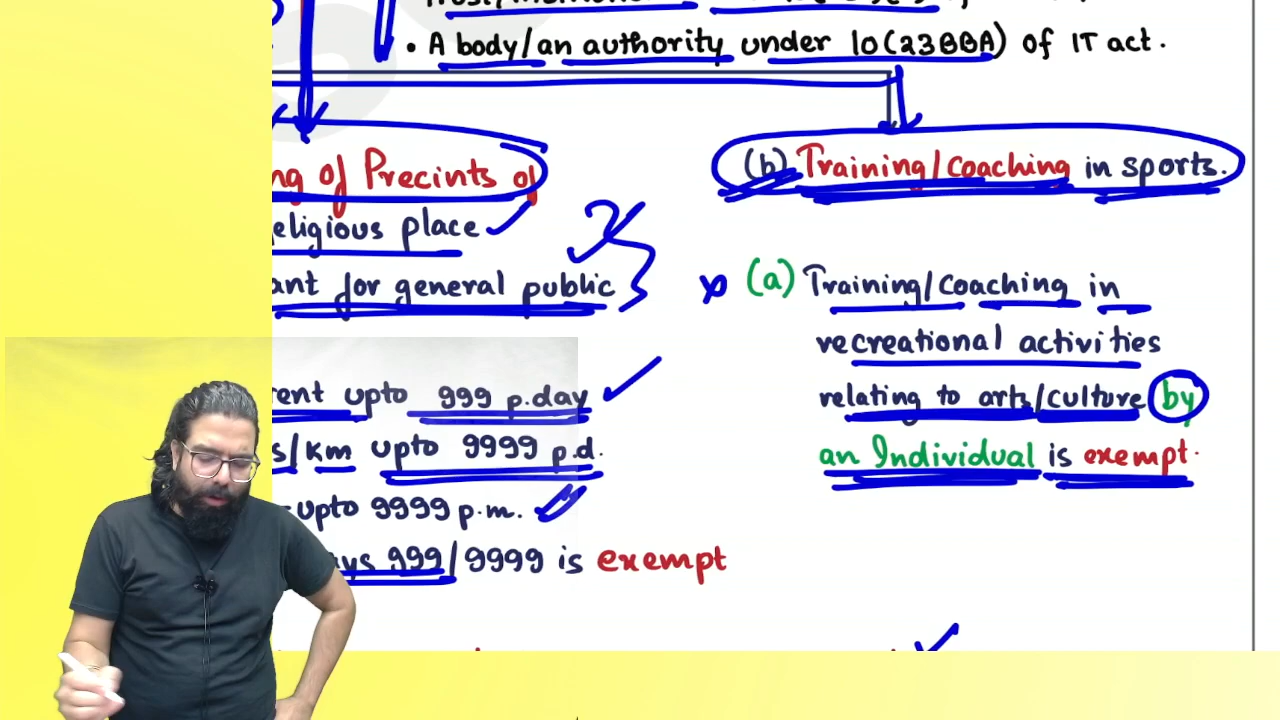 • A body/an authority under 10(23BBA) of IT act.
ng of Precints of
eligious place
ant for general public
rent upto 999 p.day
s/km upto 9999 p.d.
upto 9999 p.m.
ys 999/9999 is exempt
(b) Training/coaching in sports.
(a) Training/coaching in
recreational activities
relating to arts/culture by
an Individual is exempt.